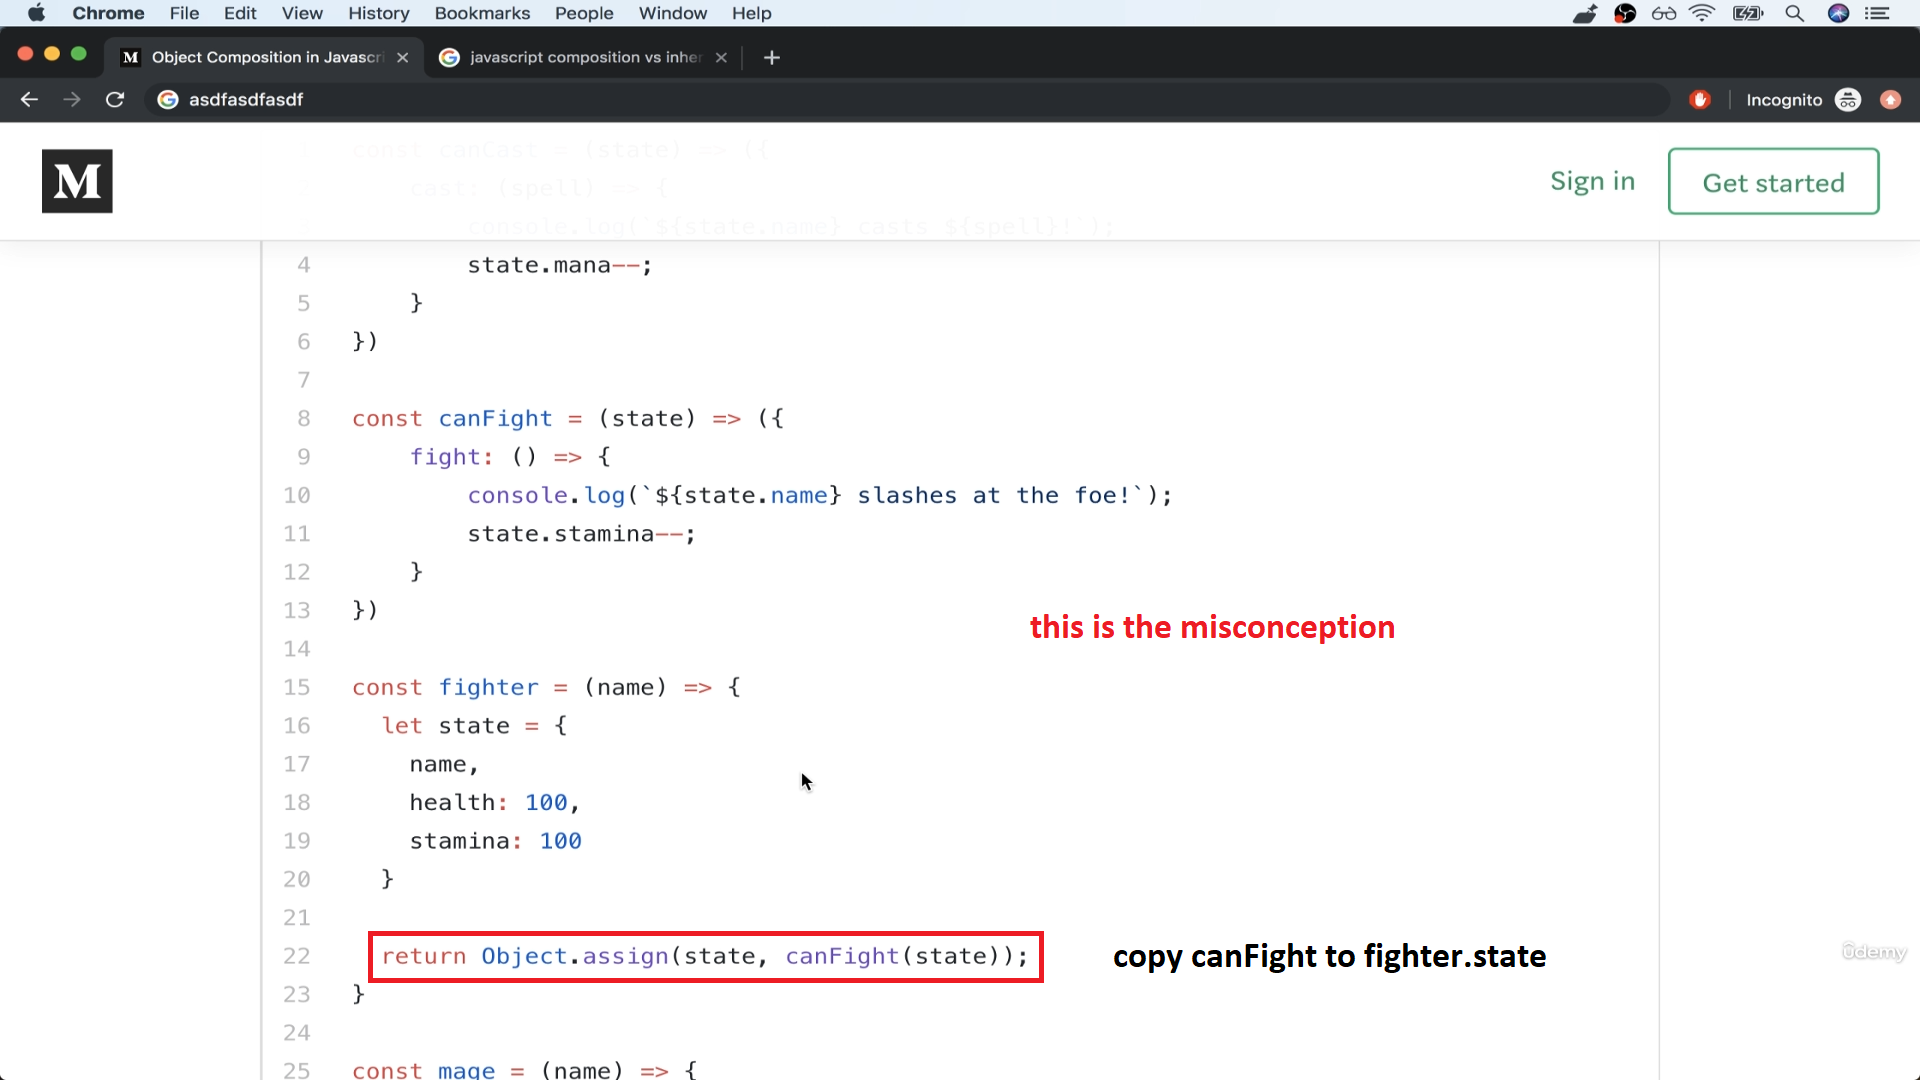 Chrome File Edit View History Bookmarks People Window Help
M Object Composition in Javascri javascript composition vs inher
asdfasdfasdf Incognito
M Sign in Get started
const canCast = (state) => ({
cast: (spell) => {
console.log(`${state.name} casts ${spell}!`);
4 state.mana--;
5 }
6 })
7
8 const canFight = (state) => ({
9 fight: () => {
10 console.log(`${state.name} slashes at the foe!`);
11 state.stamina--;
12 }
13 })
this is the misconception
14
15 const fighter = (name) => {
16 let state = {
17 name,
18 health: 100,
19 stamina: 100
20 }
21
22 return Object.assign(state, canFight(state)); copy canFight to fighter.state
ûdemy
23 }
24
25 const mage = (name) => {